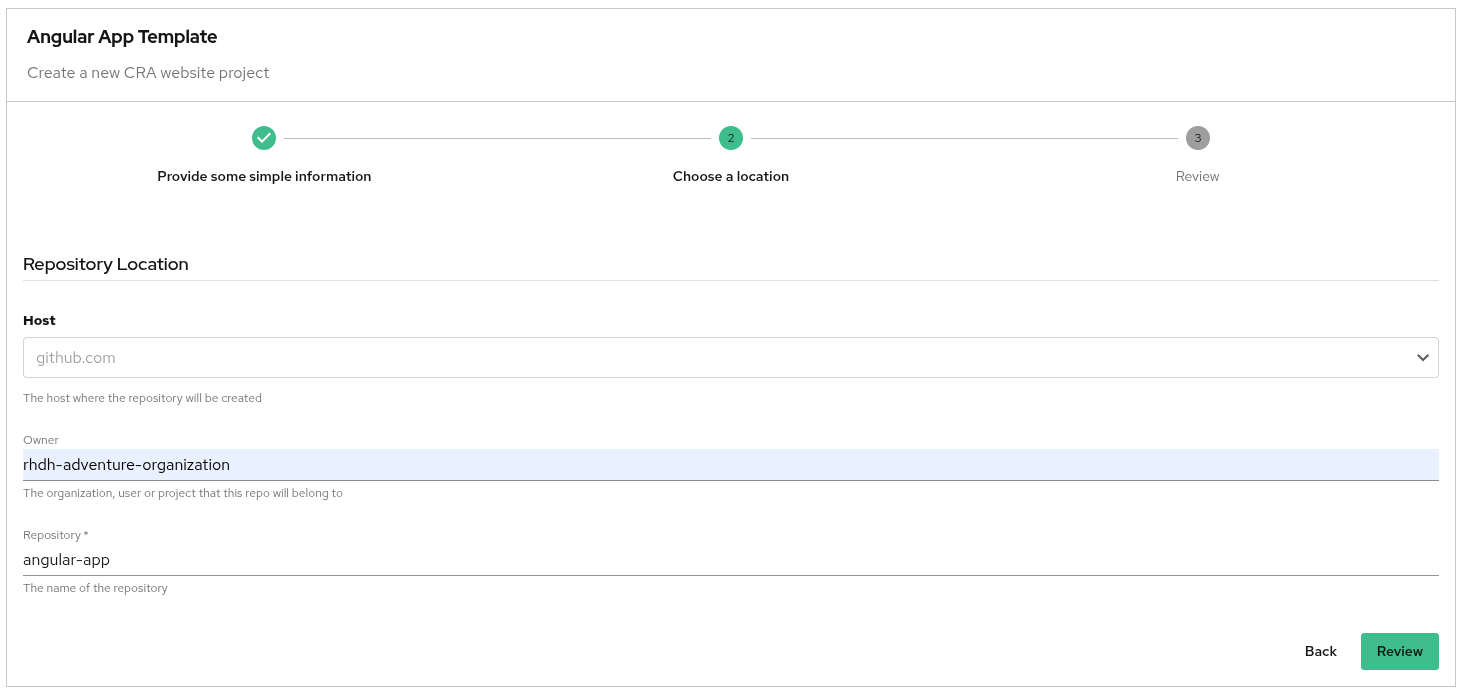 Angular App Template
Create a new CRA website project
2
3
Provide some simple information
Choose a location
Review
Repository Location
Host
github.com
The host where the repository will be created
Owner
rhdh-adventure-organization
The organization, user or project that this repo will belong to
Repository *
angular-app
The name of the repository
Back
Review